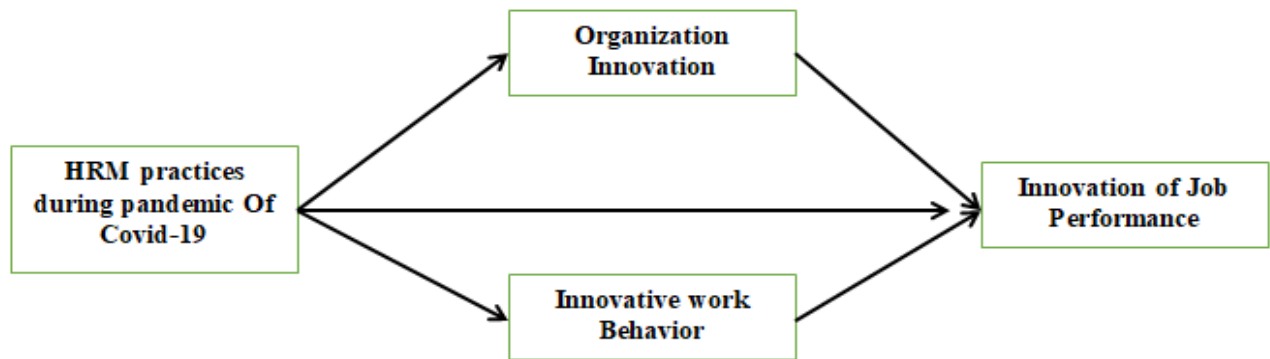 Organization
Innovation
HRM practices
during pandemic Of
Covid-19
Innovation of Job
Performance
Innovative work
Behavior